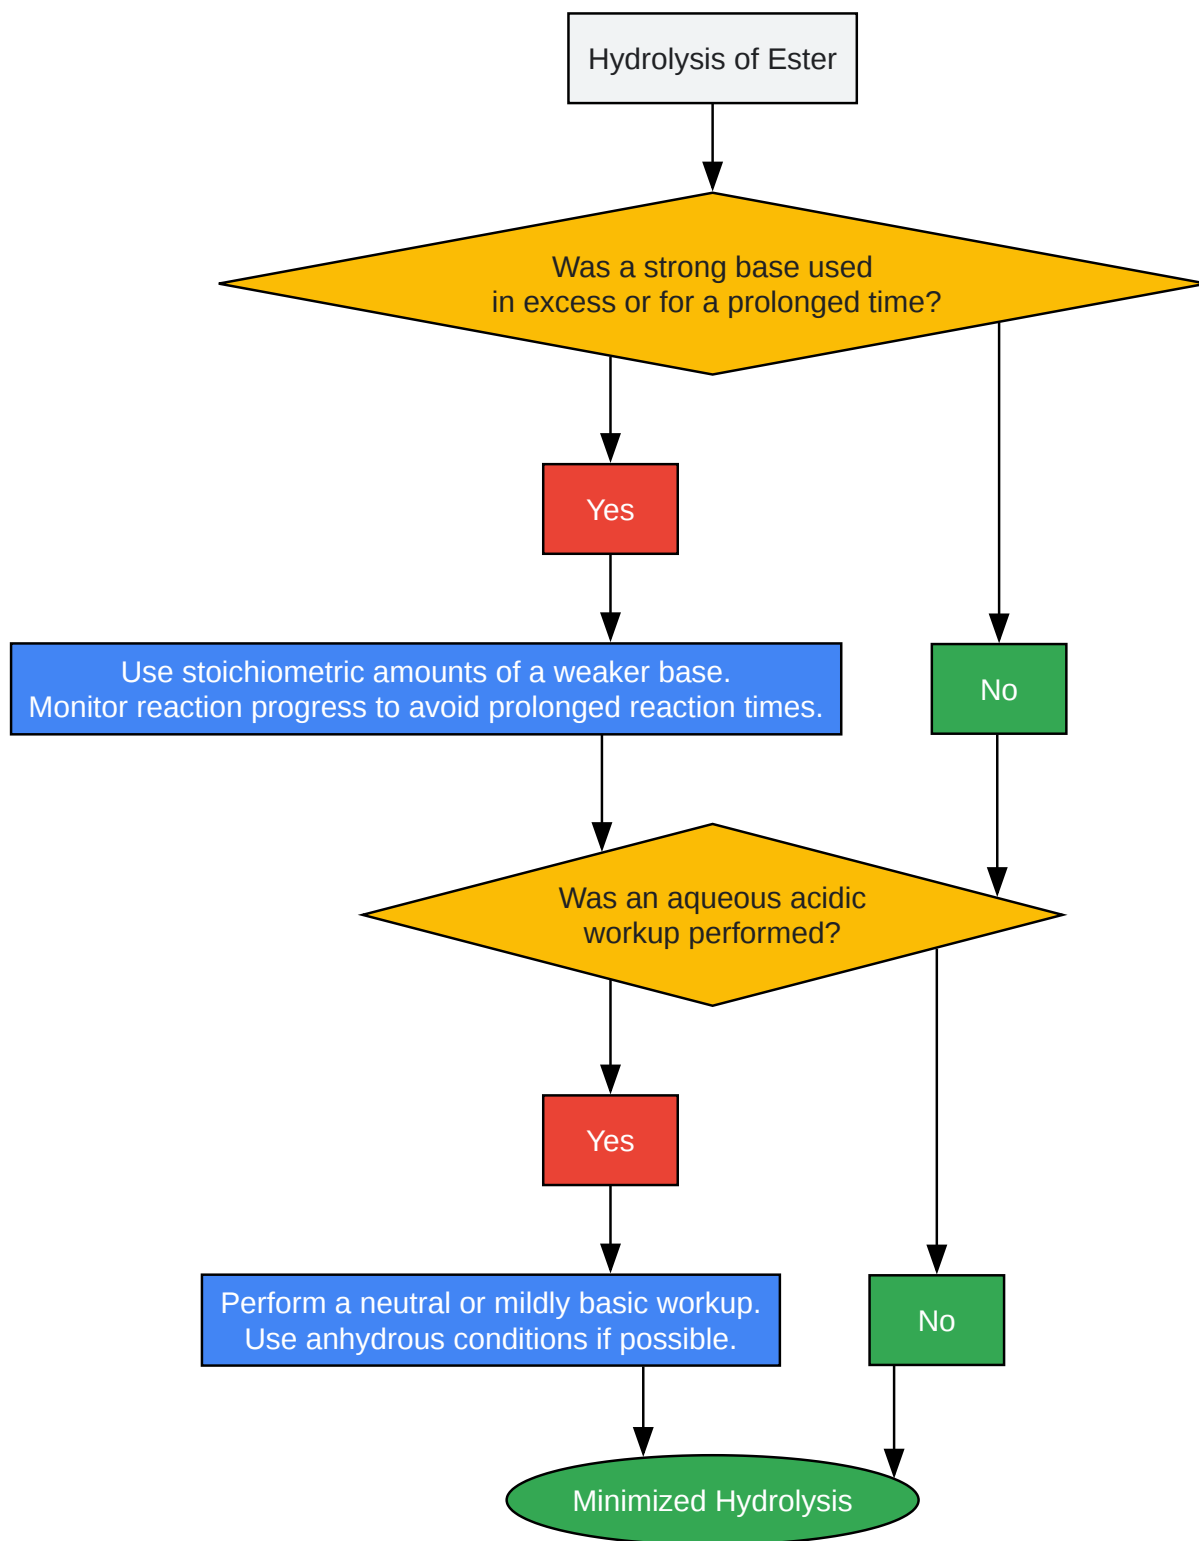 Hydrolysis of Ester
Was a strong base used
in excess or for a prolonged time?
Yes
Use stoichiometric amounts of a weaker base.
Monitor reaction progress to avoid prolonged reaction times.
No
Was an aqueous acidic
workup performed?
Yes
Perform a neutral or mildly basic workup.
Use anhydrous conditions if possible.
No
Minimized Hydrolysis